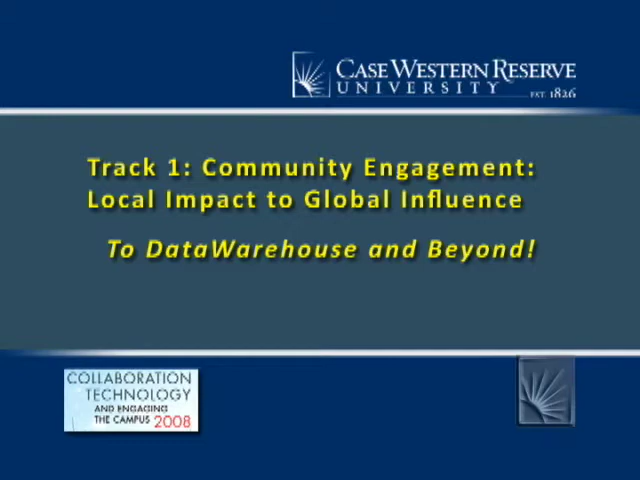 CASE WESTERN RESERVE
UNIVERSITY EST. 1826
Track 1: Community Engagement:
Local Impact to Global Influence
To DataWarehouse and Beyond!
COLLABORATION
TECHNOLOGY
AND ENGAGING
THE CAMPUS 2008